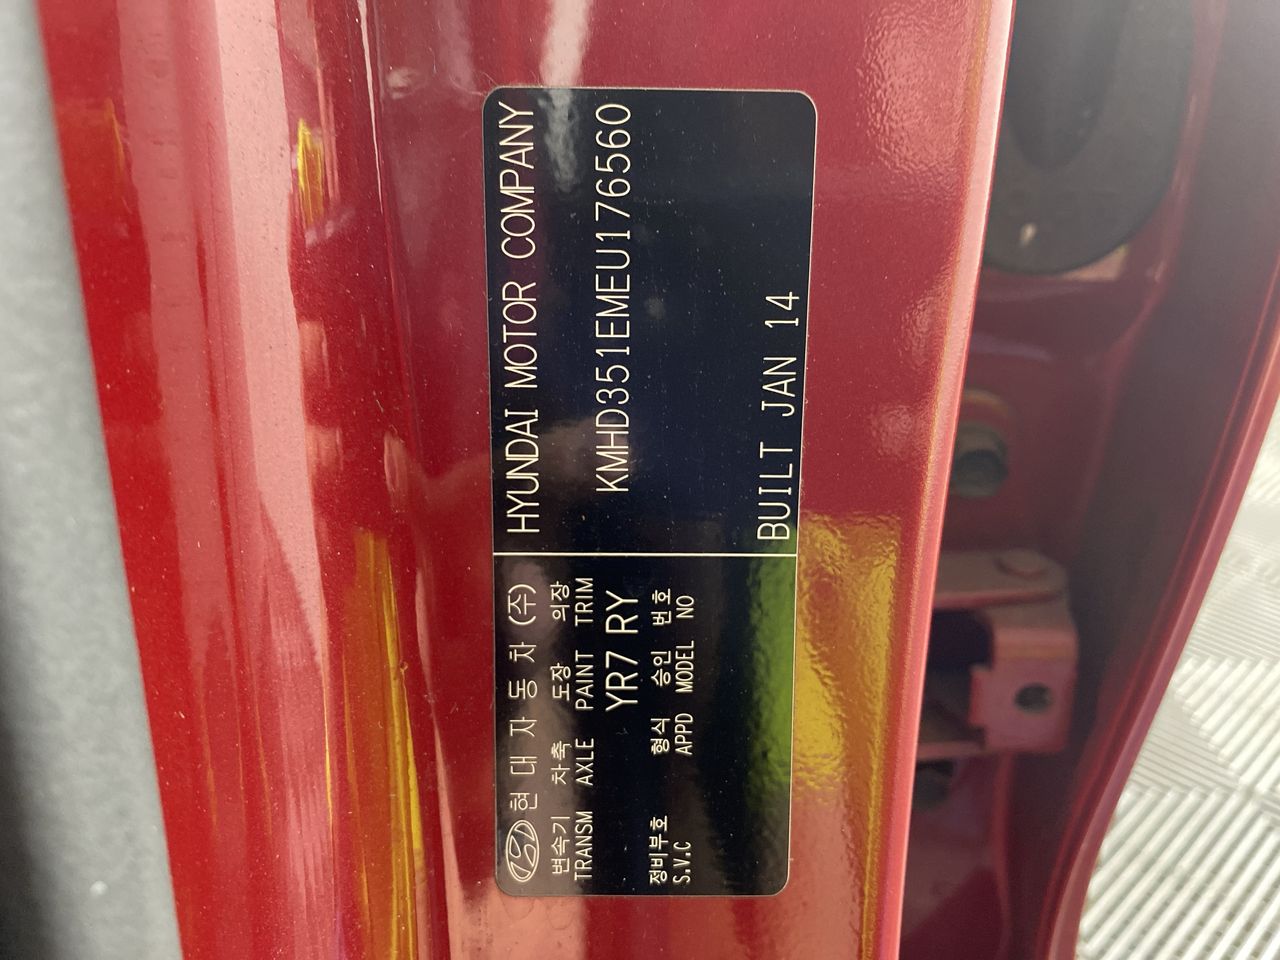 현대자동차(주)
변속기 차축 도장 의장
TRANSM AXLE PAINT TRIM
YR7 RY
정비부호 형식 승인 번호
S.V.C APPD MODEL NO
HYUNDAI MOTOR COMPANY
KMHD351EMEU176560
BUILT JAN 14